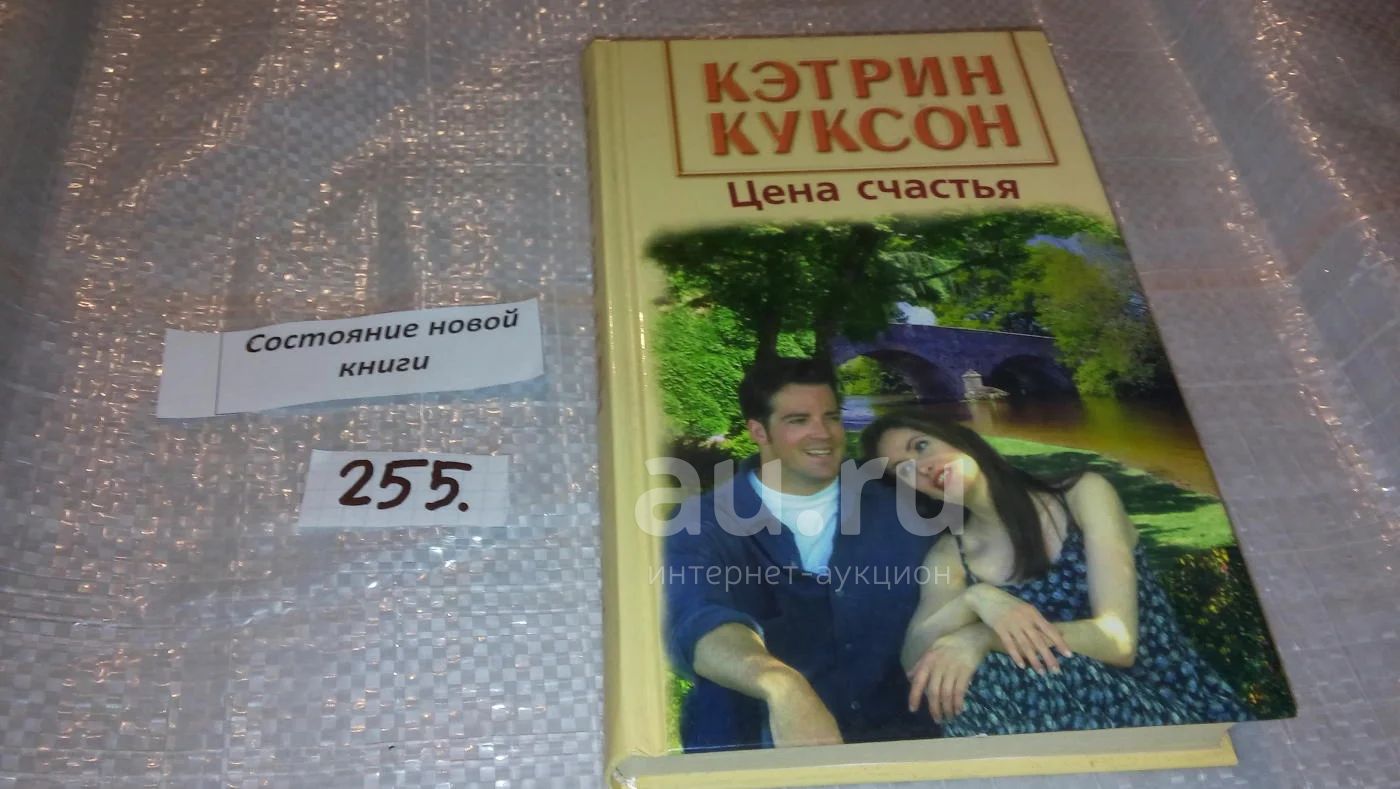 КЭТРИН
КУКСОН
Цена счастья
Состояние новой
книги
255.
au.ru
интернет-аукцион